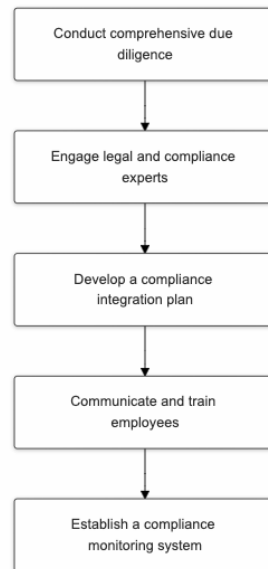 Conduct comprehensive due
diligence
Engage legal and compliance
experts
Develop a compliance
integration plan
Communicate and train
employees
Establish a compliance
monitoring system